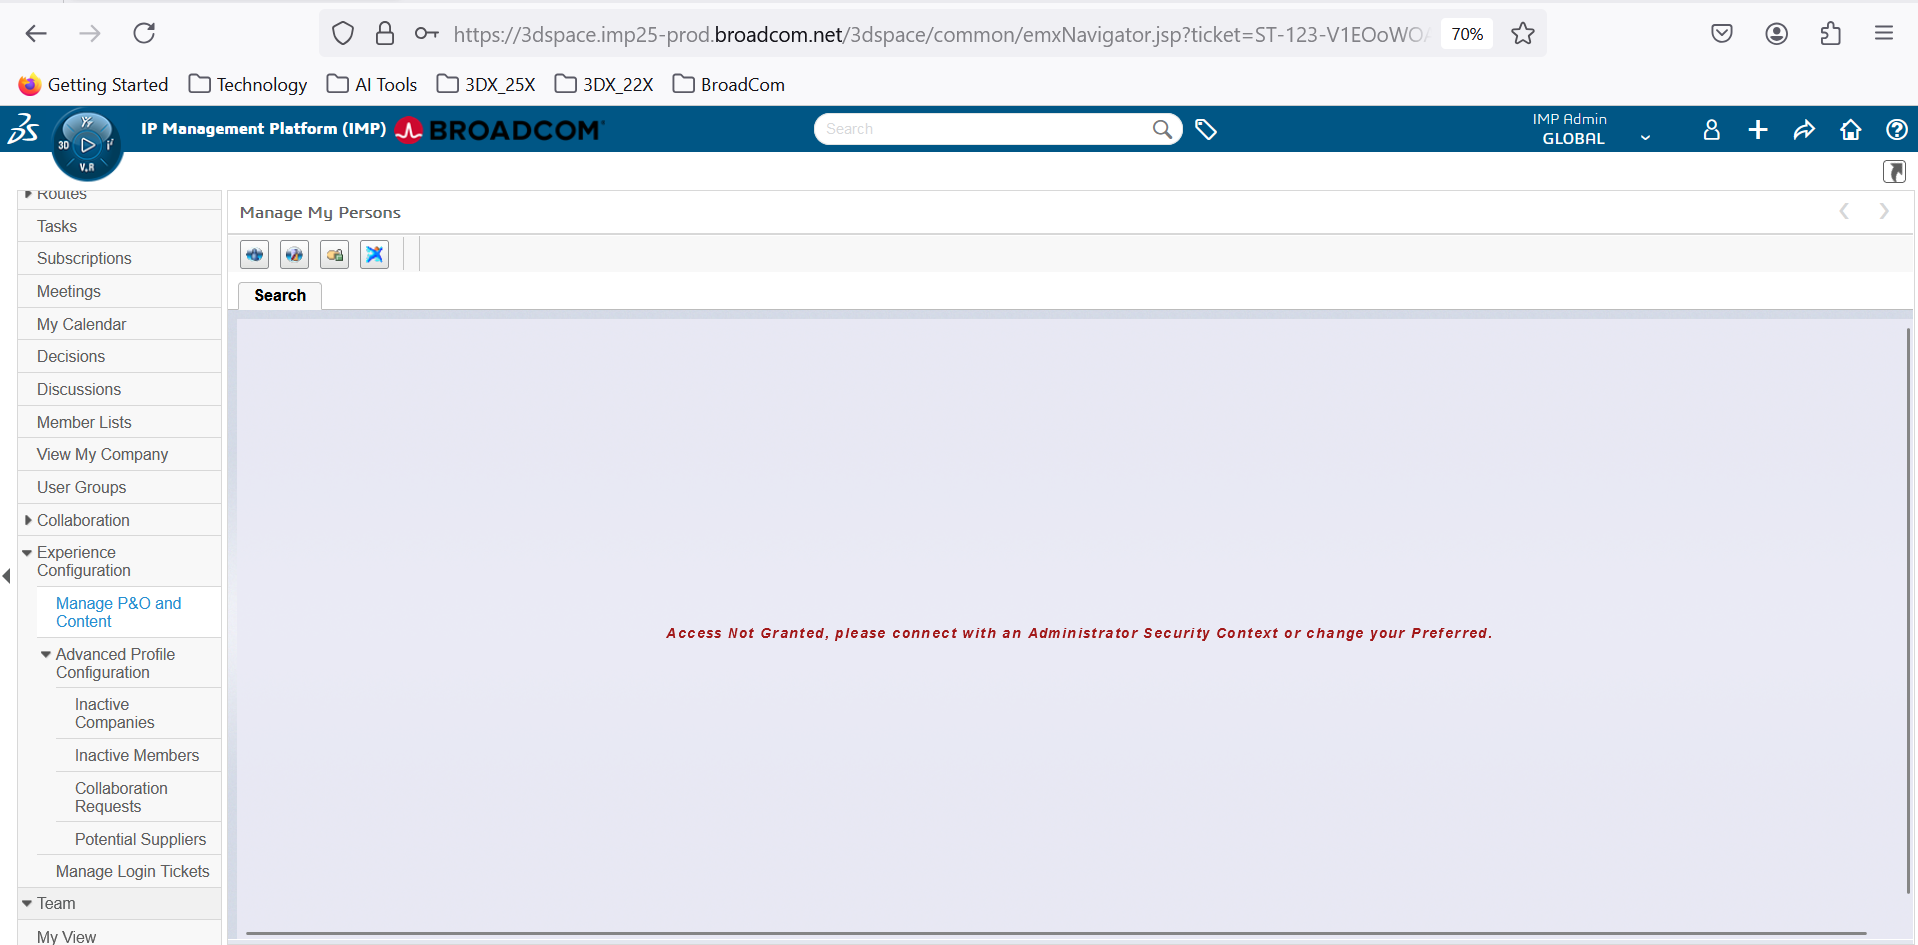 https://3dspace.imp25-prod.broadcom.net/3dspace/common/emxNavigator.jsp?ticket=ST-123-V1EOoWO
70%
Getting Started
Technology
AI Tools
3DX_25X
3DX_22X
BroadCom
3D
V.R
IP Management Platform (IMP)
BROADCOM
Search
IMP Admin
GLOBAL
Routes
Tasks
Subscriptions
Meetings
My Calendar
Decisions
Discussions
Member Lists
View My Company
User Groups
Collaboration
Experience
Configuration
Manage P&O and
Content
Advanced Profile
Configuration
Inactive
Companies
Inactive Members
Collaboration
Requests
Potential Suppliers
Manage Login Tickets
Team
My View
Manage My Persons
Search
Access Not Granted, please connect with an Administrator Security Context or change your Preferred.